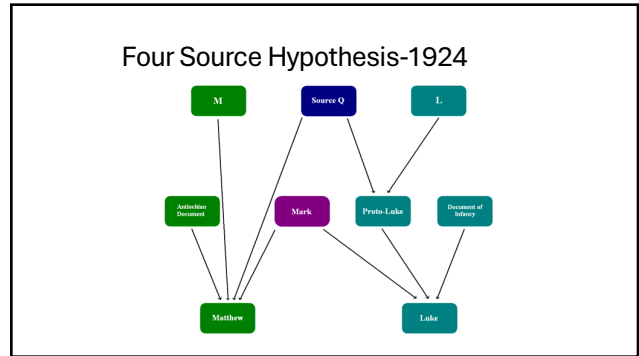 Four Source Hypothesis-1924
M
Source Q
L
Antiochian
Document
Mark
Proto-Luke
Document of
Infancy
Matthew
Luke